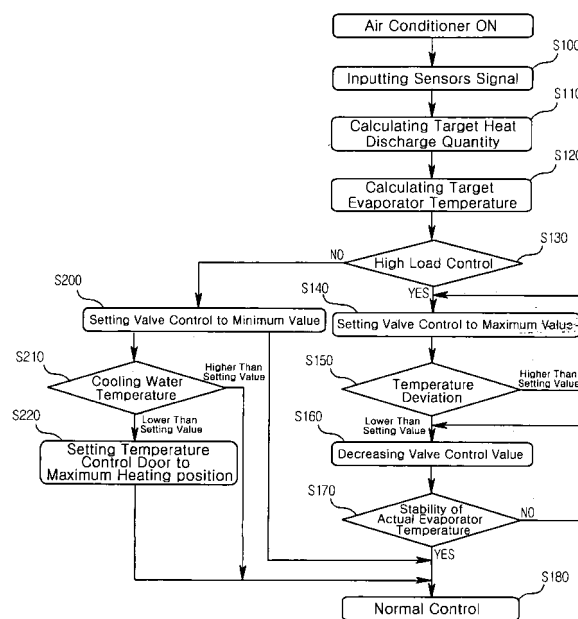 Air Conditioner ON
S100
Inputting Sensors Signal
S110
Calculating Target Heat
Discharge Quantity
S120
Calculating Target
Evaporator Temperature
S130
High Load Control
NO
YES
S200
Setting Valve Control to Minimum Value
S140
Setting Valve Control to Maximum Value
S210
Cooling Water
Temperature
Higher Than
Setting Value
Lower Than
Setting Value
S150
Temperature
Deviation
Higher Than
Setting Value
Lower Than
Setting Value
S220
Setting Temperature
Control Door to
Maximum Heating position
S160
Decreasing Valve Control Value
S170
Stability of
Actual Evaporator
Temperature
NO
YES
S180
Normal Control